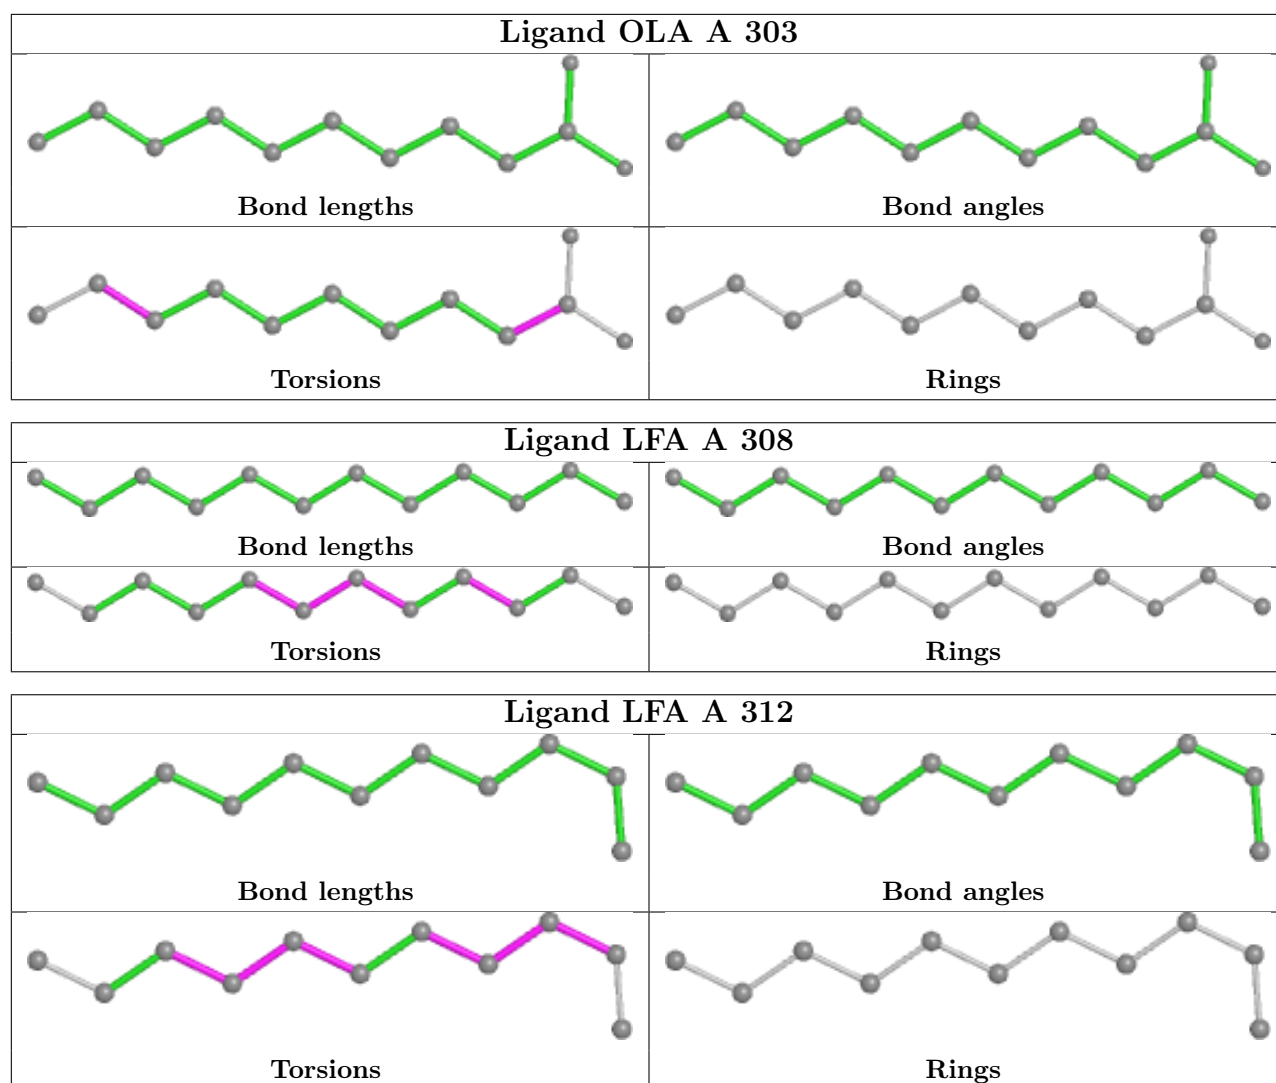 Ligand OLA A 303
Bond lengths
Bond angles
Torsions
Rings
Ligand LFA A 308
Bond lengths
Bond angles
Torsions
Rings
Ligand LFA A 312
Bond lengths
Bond angles
Torsions
Rings